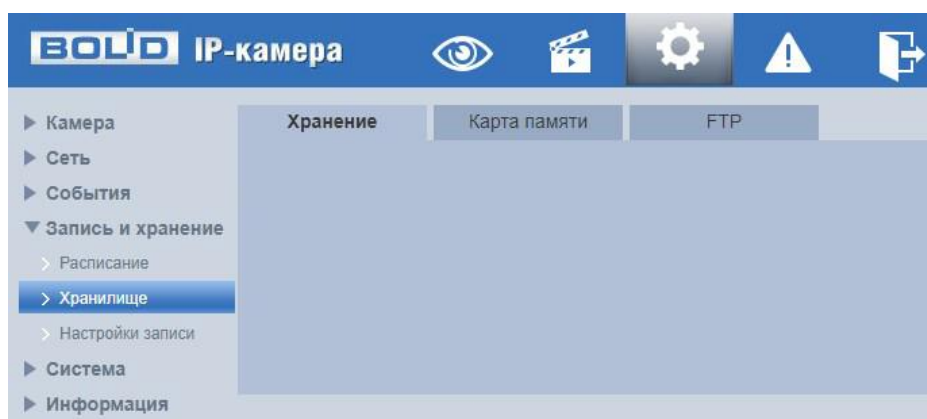 BOLID IP-камера
Камера
Хранение
Карта памяти
FTP
Сеть
События
Запись и хранение
Расписание
Хранилище
Настройки записи
Система
Информация